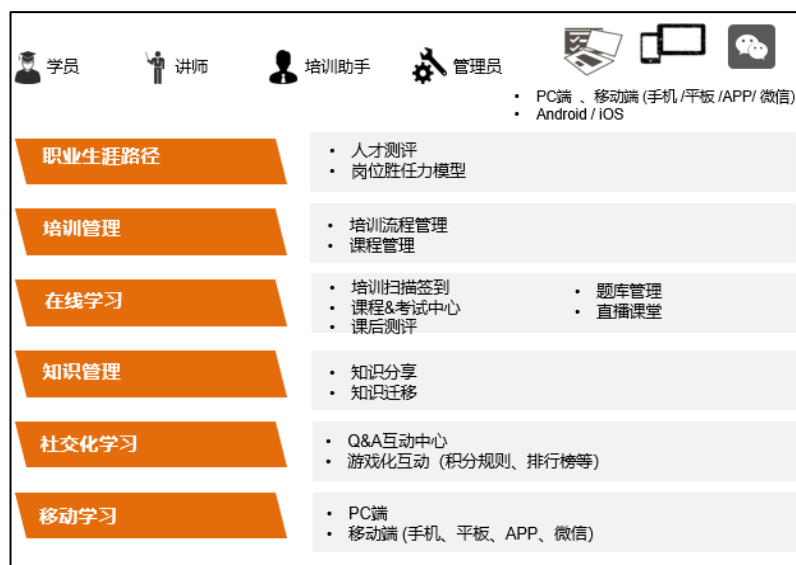 学员
讲师
培训助手
管理员
• PC端 、移动端 (手机 /平板 /APP/ 微信)
• Android / iOS
职业生涯路径
• 人才测评
• 岗位胜任力模型
培训管理
• 培训流程管理
• 课程管理
在线学习
• 培训扫描签到
• 课程&考试中心
• 课后测评
• 题库管理
• 直播课堂
知识管理
• 知识分享
• 知识迁移
社交化学习
• Q&A互动中心
• 游戏化互动 (积分规则、排行榜等)
移动学习
• PC端
• 移动端 (手机、平板、APP、微信)